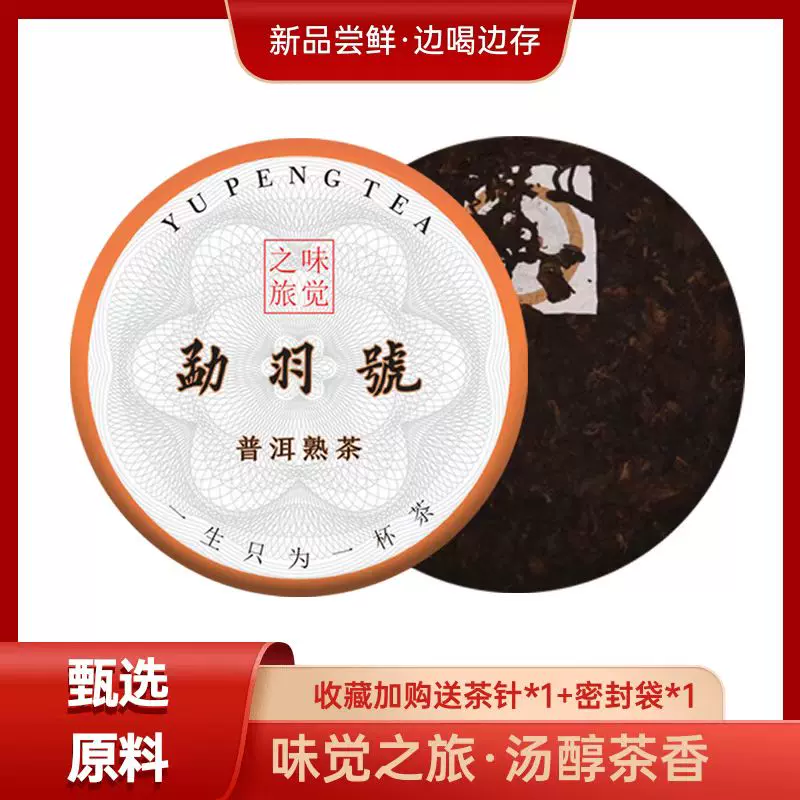 新品尝鲜·边喝边存
YUPENGTEA
之味
旅觉
勐羽號
普洱熟茶
一生只为一杯茶
甄选
原料
收藏加购送茶针*1+密封袋*1
味觉之旅·汤醇茶香